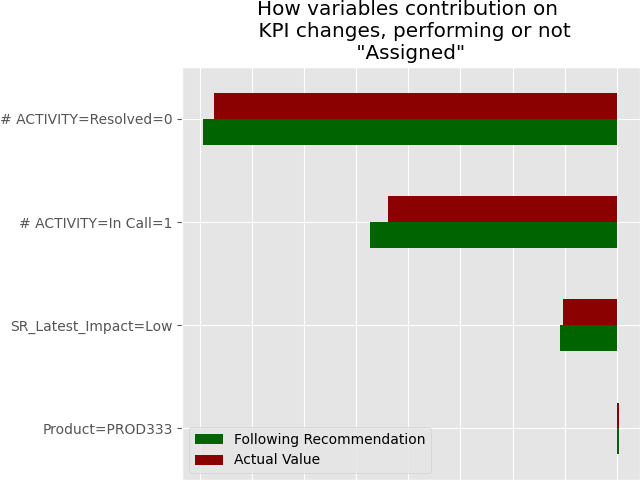 How variables contribution on
KPI changes, performing or not
"Assigned"
# ACTIVITY=Resolved=0
# ACTIVITY=In Call=1
SR_Latest_Impact=Low
Product=PROD333
Following Recommendation
Actual Value